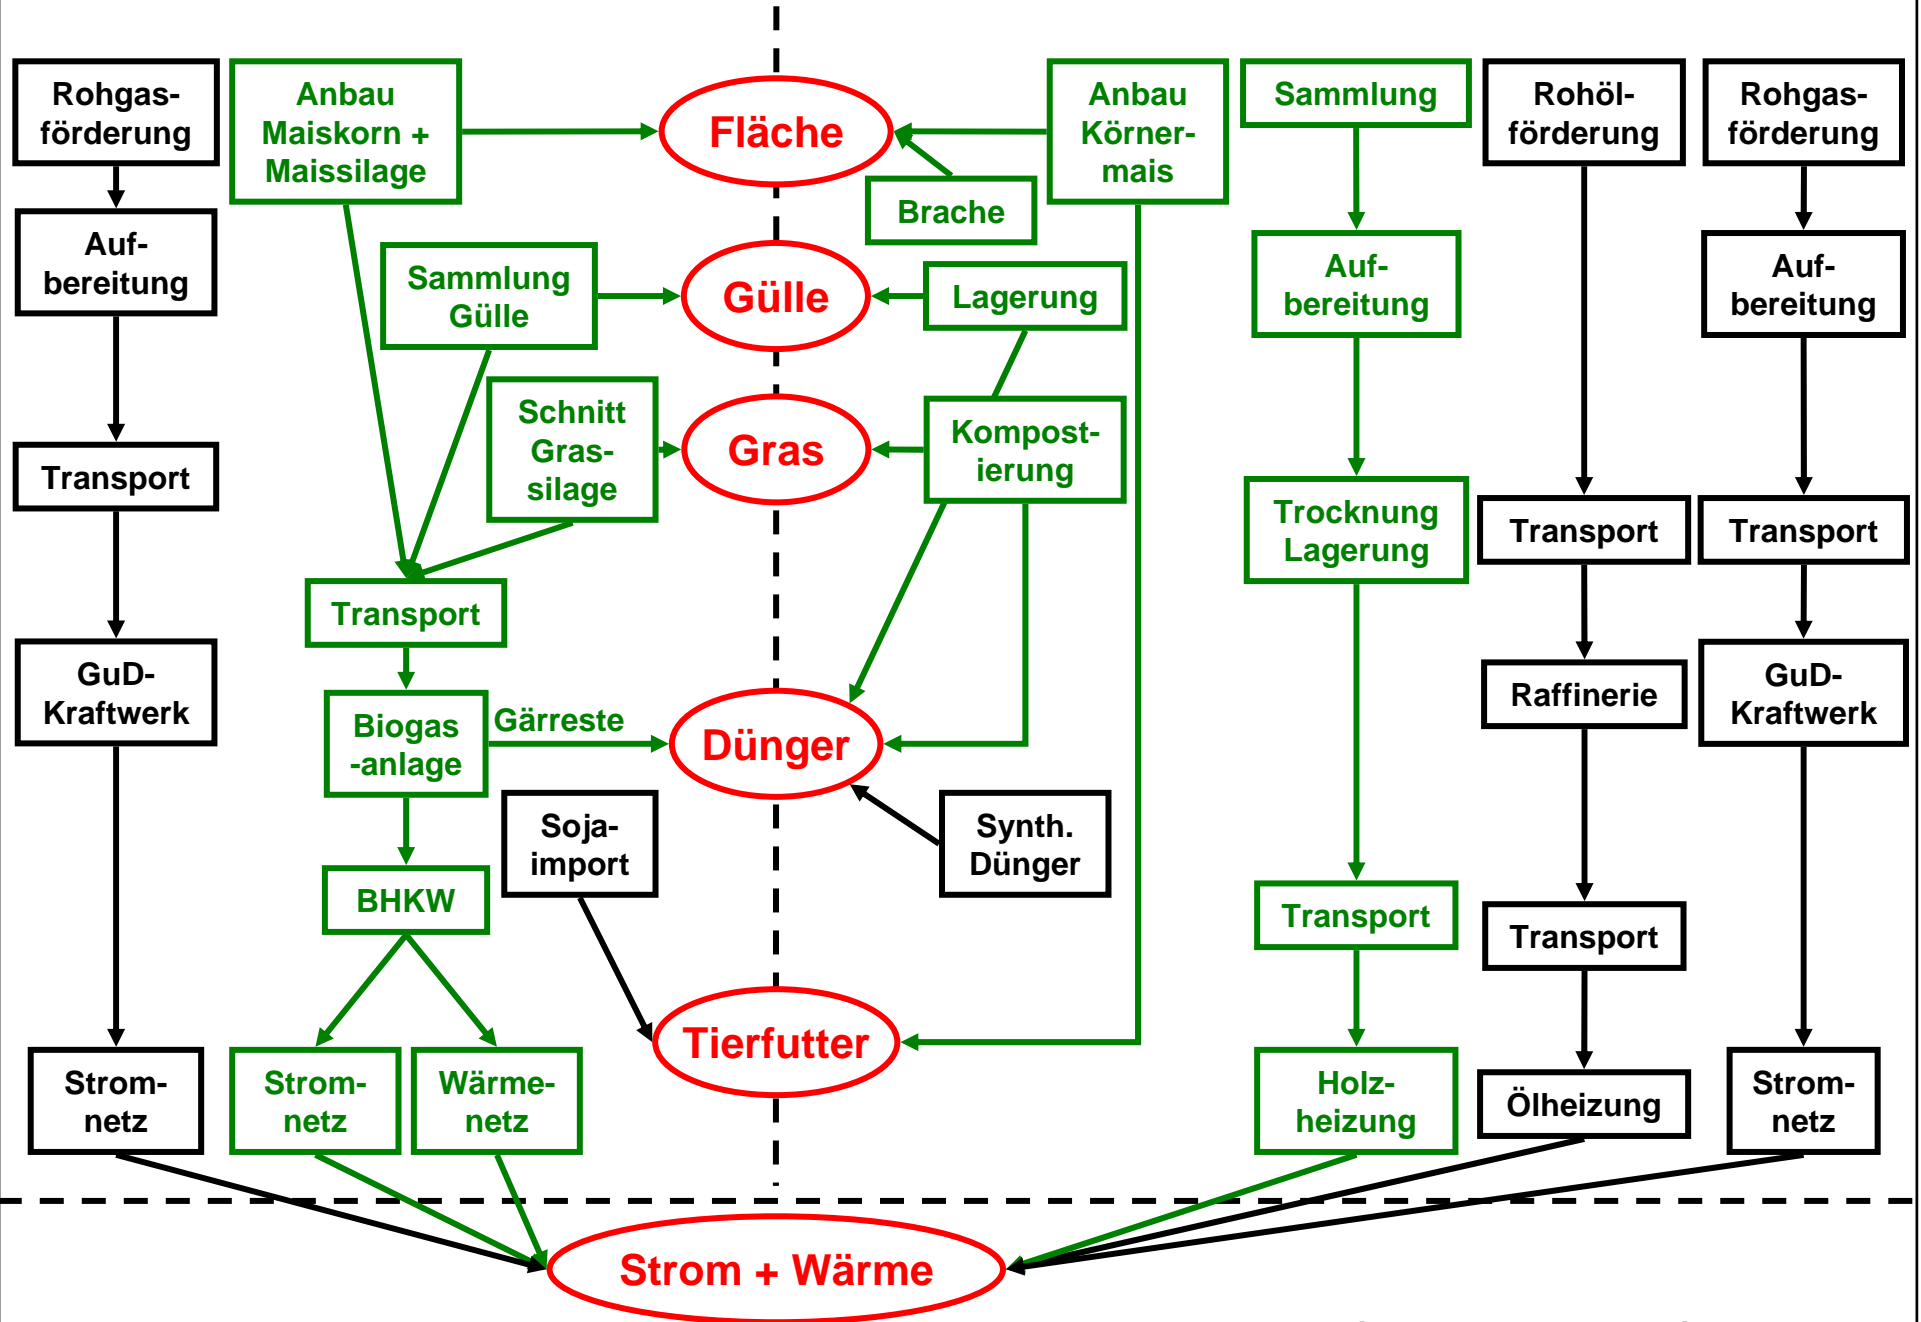 Rohgas-
förderung
Anbau
Maiskorn +
Maissilage
Fläche
Anbau
Körner-
mais
Sammlung
Rohöl-
förderung
Rohgas-
förderung
Brache
Auf-
bereitung
Sammlung
Gülle
Gülle
Lagerung
Auf-
bereitung
Auf-
bereitung
Schnitt
Gras-
silage
Gras
Kompost-
ierung
Transport
Trocknung
Lagerung
Transport
Transport
Transport
GuD-
Kraftwerk
Biogas
-anlage
Gärreste
Dünger
Raffinerie
GuD-
Kraftwerk
Soja-
import
Synth.
Dünger
BHKW
Transport
Transport
Tierfutter
Strom-
netz
Strom-
netz
Wärme-
netz
Holz-
heizung
Ölheizung
Strom-
netz
Strom + Wärme